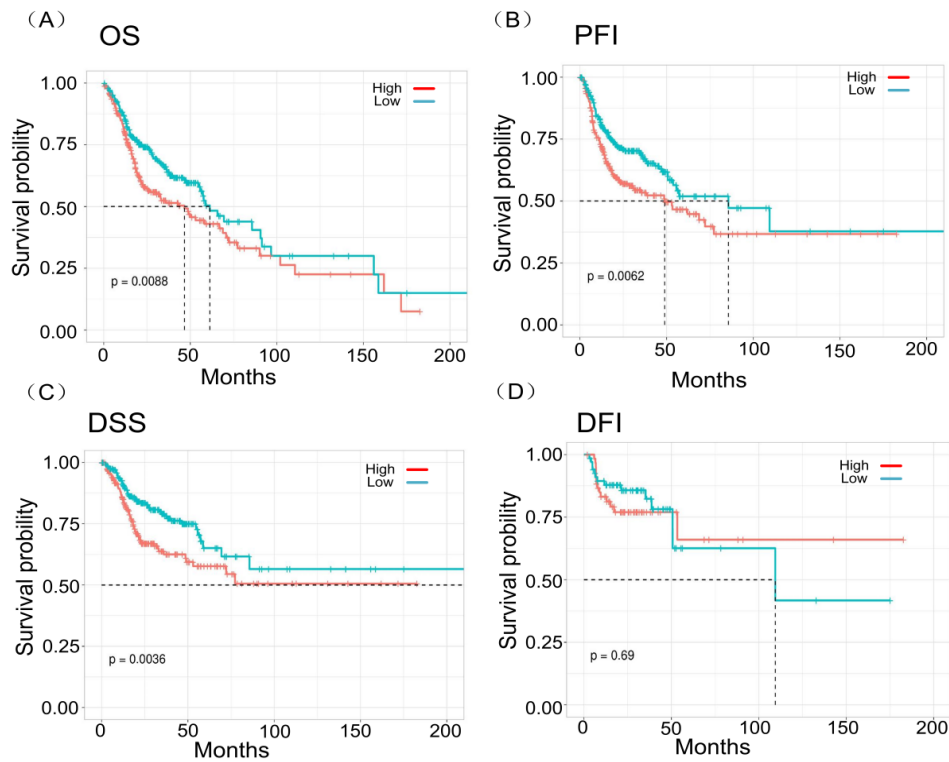 （A）
OS
Survival probility
1.00
0.75
0.50
0.25
0.00
High
Low
p = 0.0088
0 50 100 150 200
Months
（B）
PFI
Survival probility
1.00
0.75
0.50
0.25
0.00
High
Low
p = 0.0062
0 50 100 150 200
Months
（C）
DSS
Survival probility
1.00
0.75
0.50
0.25
0.00
High
Low
p = 0.0036
0 50 100 150 200
Months
（D）
DFI
Survival probility
1.00
0.75
0.50
0.25
0.00
High
Low
p = 0.69
0 50 100 150 200
Months